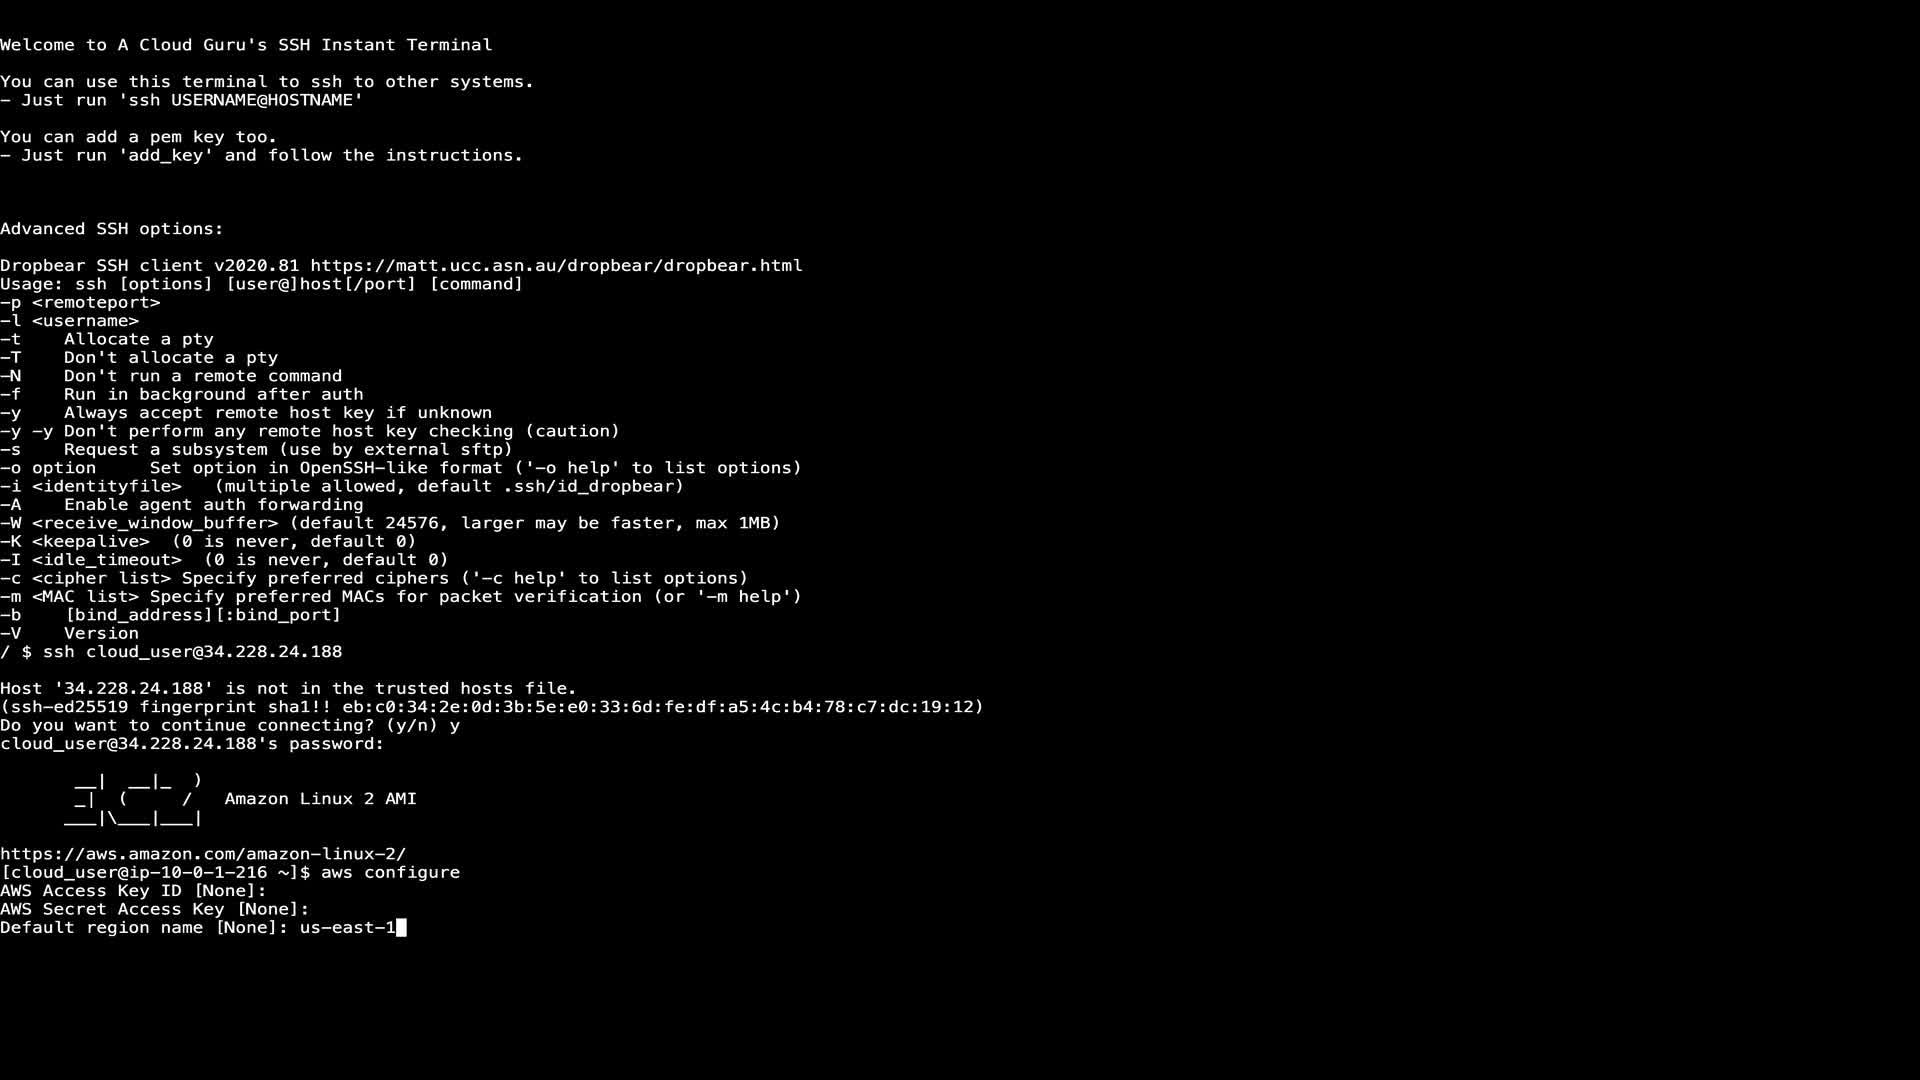 Welcome to A Cloud Guru's SSH Instant Terminal
You can use this terminal to ssh to other systems.
- Just run 'ssh USERNAME@HOSTNAME'
You can add a pem key too.
- Just run 'add_key' and follow the instructions.
Advanced SSH options:
Dropbear SSH client v2020.81 https://matt.ucc.asn.au/dropbear/dropbear.html
Usage: ssh [options] [user@]host[/port] [command]
-p <remoteport>
-l <username>
-t    Allocate a pty
-T    Don't allocate a pty
-N    Don't run a remote command
-f    Run in background after auth
-y    Always accept remote host key if unknown
-y -y Don't perform any remote host key checking (caution)
-s    Request a subsystem (use by external sftp)
-o option     Set option in OpenSSH-like format ('-o help' to list options)
-i <identityfile>   (multiple allowed, default .ssh/id_dropbear)
-A    Enable agent auth forwarding
-W <receive_window_buffer> (default 24576, larger may be faster, max 1MB)
-K <keepalive>  (0 is never, default 0)
-I <idle_timeout>  (0 is never, default 0)
-c <cipher list> Specify preferred ciphers ('-c help' to list options)
-m <MAC list> Specify preferred MACs for packet verification (or '-m help')
-b    [bind_address][:bind_port]
-V    Version
/ $ ssh cloud_user@34.228.24.188
Host '34.228.24.188' is not in the trusted hosts file.
(ssh-ed25519 fingerprint sha1!! eb:c0:34:2e:0d:3b:5e:e0:33:6d:fe:df:a5:4c:b4:78:c7:dc:19:12)
Do you want to continue connecting? (y/n) y
cloud_user@34.228.24.188's password:
       __|  __|_  )
       _|  (     /   Amazon Linux 2 AMI
      ___|\___|___|
https://aws.amazon.com/amazon-linux-2/
[cloud_user@ip-10-0-1-216 ~]$ aws configure
AWS Access Key ID [None]:
AWS Secret Access Key [None]:
Default region name [None]: us-east-1